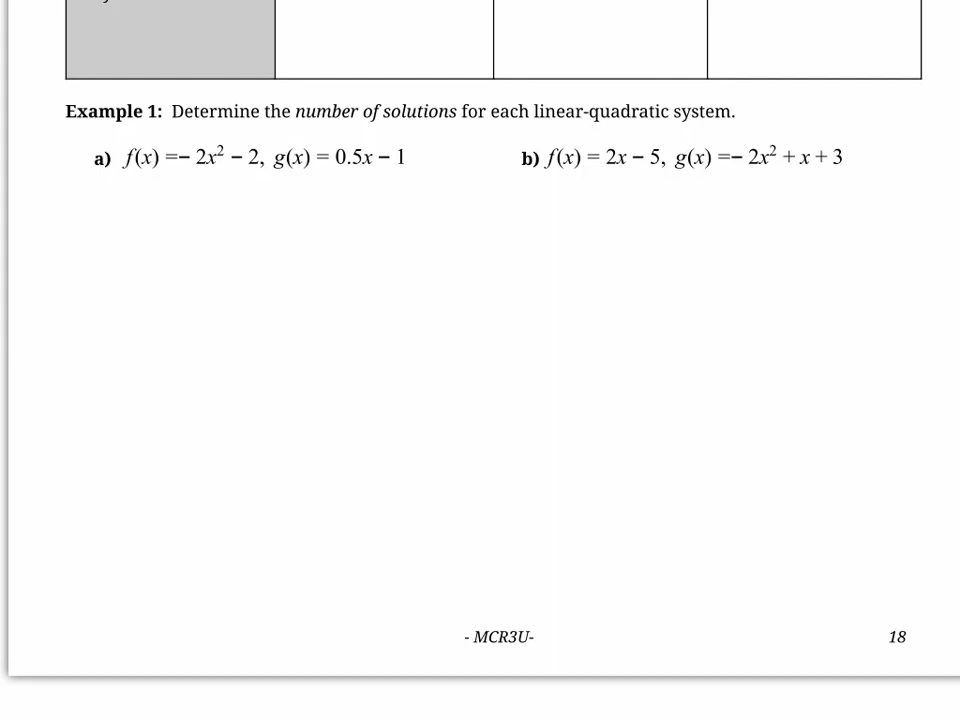 Example 1: Determine the number of solutions for each linear-quadratic system.
a) f(x) =− 2x² − 2, g(x) = 0.5x − 1
b) f(x) = 2x − 5, g(x) =− 2x² + x + 3
- MCR3U-
18